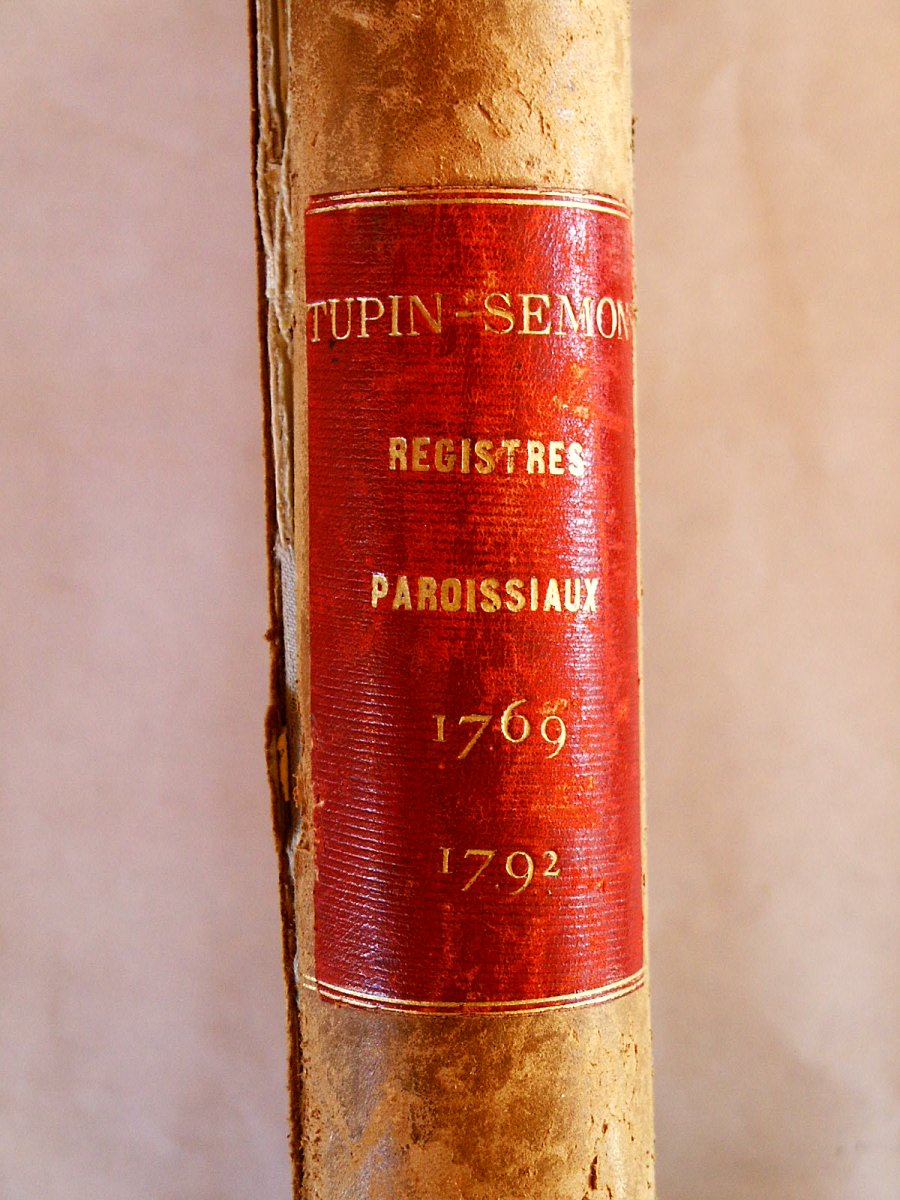 TUPIN-SEMONS
REGISTRES
PAROISSIAUX
1769
1792